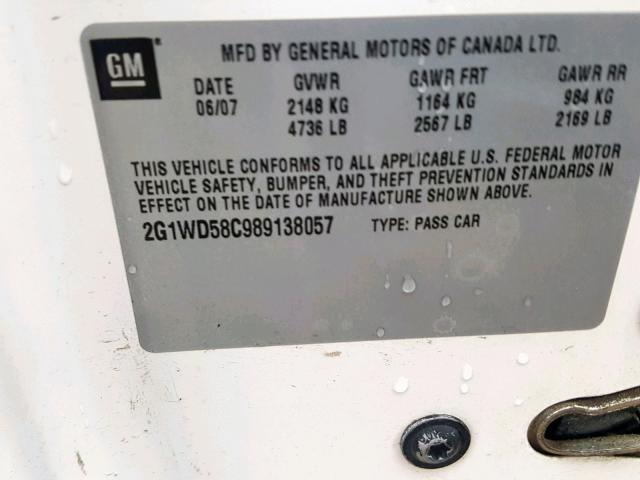 GM
MFD BY GENERAL MOTORS OF CANADA LTD.
DATE GVWR GAWR FRT GAWR RR
06/07 2148 KG 1164 KG 984 KG
4736 LB 2567 LB 2169 LB
THIS VEHICLE CONFORMS TO ALL APPLICABLE U.S. FEDERAL MOTOR
VEHICLE SAFETY, BUMPER, AND THEFT PREVENTION STANDARDS IN
EFFECT ON THE DATE OF MANUFACTURE SHOWN ABOVE.
2G1WD58C989138057 TYPE: PASS CAR